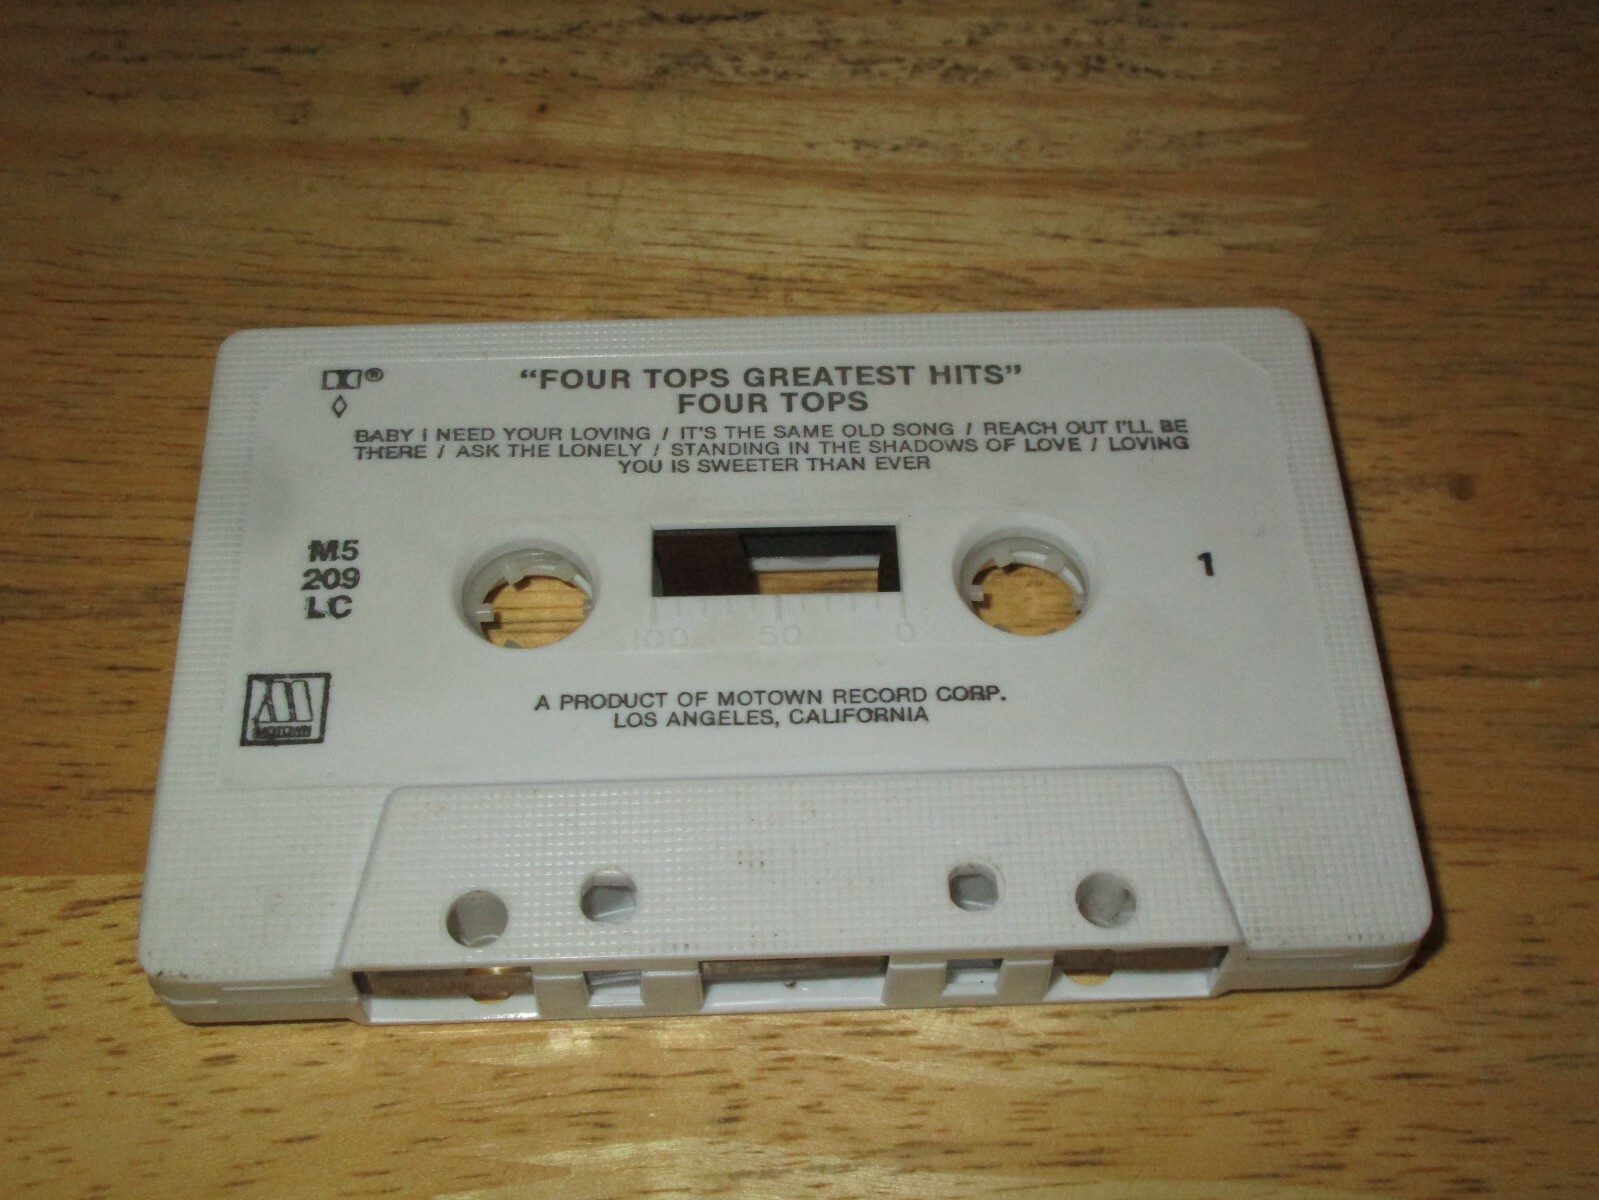 ®
“FOUR TOPS GREATEST HITS”
FOUR TOPS
BABY I NEED YOUR LOVING / IT'S THE SAME OLD SONG / REACH OUT I'LL BE
THERE / ASK THE LONELY / STANDING IN THE SHADOWS OF LOVE / LOVING
YOU IS SWEETER THAN EVER
M5
209
LC
1
100 50 0
M
MOTOWN
A PRODUCT OF MOTOWN RECORD CORP.
LOS ANGELES, CALIFORNIA